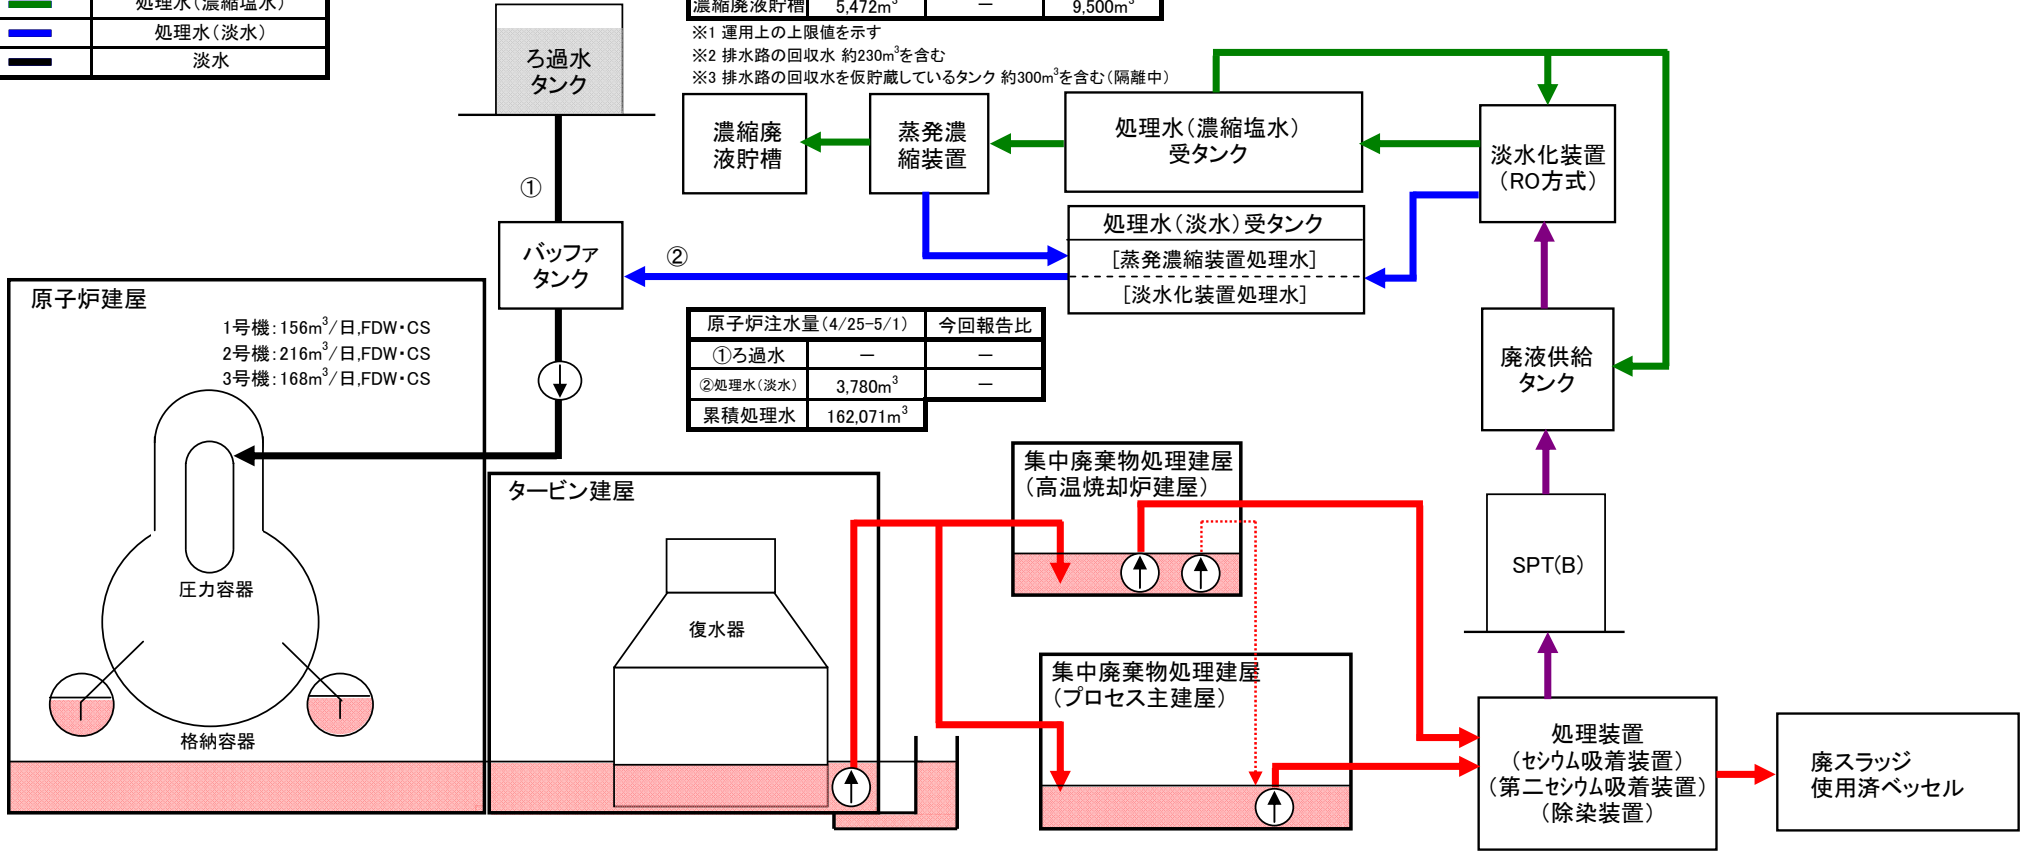 処理水(濃縮塩水)
処理水(淡水)
淡水
濃縮廃液貯槽 5,472m³ － 9,500m³
※1 運用上の上限値を示す
※2 排水路の回収水 約230m³を含む
※3 排水路の回収水を仮貯蔵しているタンク 約300m³を含む(隔離中)
ろ過水
タンク
①
濃縮廃
液貯槽
蒸発濃
縮装置
処理水(濃縮塩水)
受タンク
淡水化装置
(RO方式)
バッファ
タンク
②
処理水(淡水)受タンク
[蒸発濃縮装置処理水]
[淡水化装置処理水]
原子炉建屋
1号機:156m³/日,FDW・CS
2号機:216m³/日,FDW・CS
3号機:168m³/日,FDW・CS
原子炉注水量(4/25-5/1) 今回報告比
①ろ過水 － －
②処理水(淡水) 3,780m³ －
累積処理水 162,071m³
廃液供給
タンク
圧力容器
格納容器
タービン建屋
復水器
集中廃棄物処理建屋
(高温焼却炉建屋)
集中廃棄物処理建屋
(プロセス主建屋)
SPT(B)
処理装置
(セシウム吸着装置)
(第二セシウム吸着装置)
(除染装置)
廃スラッジ
使用済ベッセル